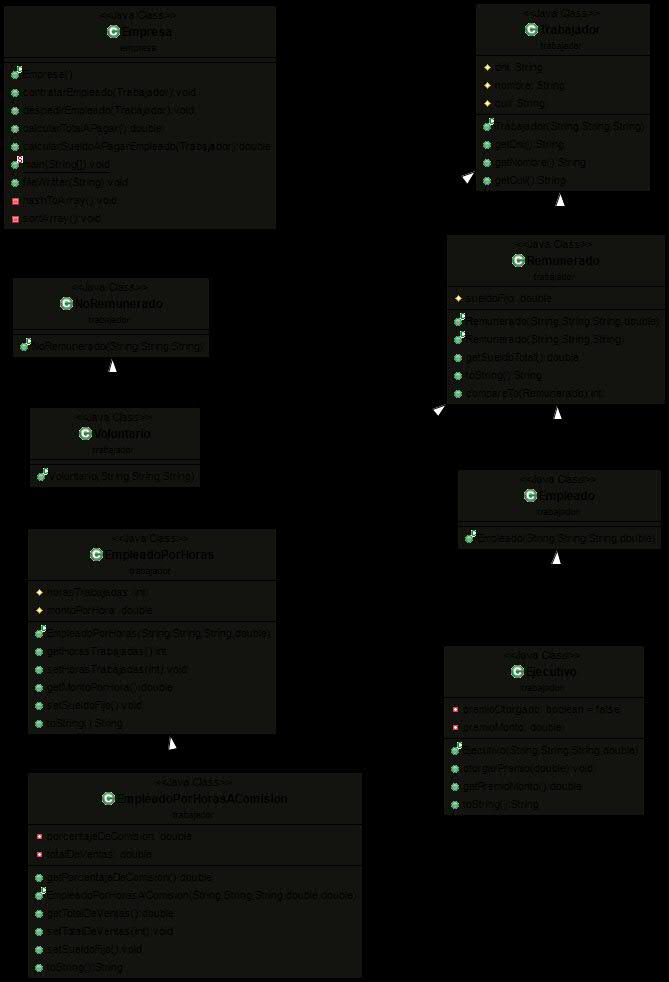 <<Java Class>>
Empresa
empresa
Empresa()
contratarEmpleado(Trabajador):void
despedirEmpleado(Trabajador):void
calcularTotalAPagar():double
calcularSueldoAPagarEmpleado(Trabajador):double
main(String[]):void
fileWritter(String):void
hashToArray():void
sortArray():void
<<Java Class>>
NoRemunerado
trabajador
NoRemunerado(String,String,String)
<<Java Class>>
Voluntario
trabajador
Voluntario(String,String,String)
<<Java Class>>
EmpleadoPorHoras
trabajador
horasTrabajadas: int
montoPorHora: double
EmpleadoPorHoras(String,String,String,double)
getHorasTrabajadas():int
setHorasTrabajadas(int):void
getMontoPorHora():double
setSueldoFijo():void
toString():String
<<Java Class>>
EmpleadoPorHorasAComision
trabajador
porcentajeDeComision: double
totalDeVentas: double
getPorcentajeDeComision():double
EmpleadoPorHorasAComision(String,String,String,double,double)
getTotalDeVentas():double
setTotalDeVentas(int):void
setSueldoFijo():void
toString():String
<<Java Class>>
Trabajador
trabajador
dni: String
nombre: String
cuil: String
Trabajador(String,String,String)
getDni():String
getNombre():String
getCuil():String
<<Java Class>>
Remunerado
trabajador
sueldoFijo: double
Remunerado(String,String,String,double)
Remunerado(String,String,String)
getSueldoTotal():double
toString():String
compareTo(Remunerado):int
<<Java Class>>
Empleado
trabajador
Empleado(String,String,String,double)
<<Java Class>>
Ejecutivo
trabajador
premioOtorgado: boolean = false
premioMonto: double
Ejecutivo(String,String,String,double)
otorgarPremio(double):void
getPremioMonto():double
toString():String